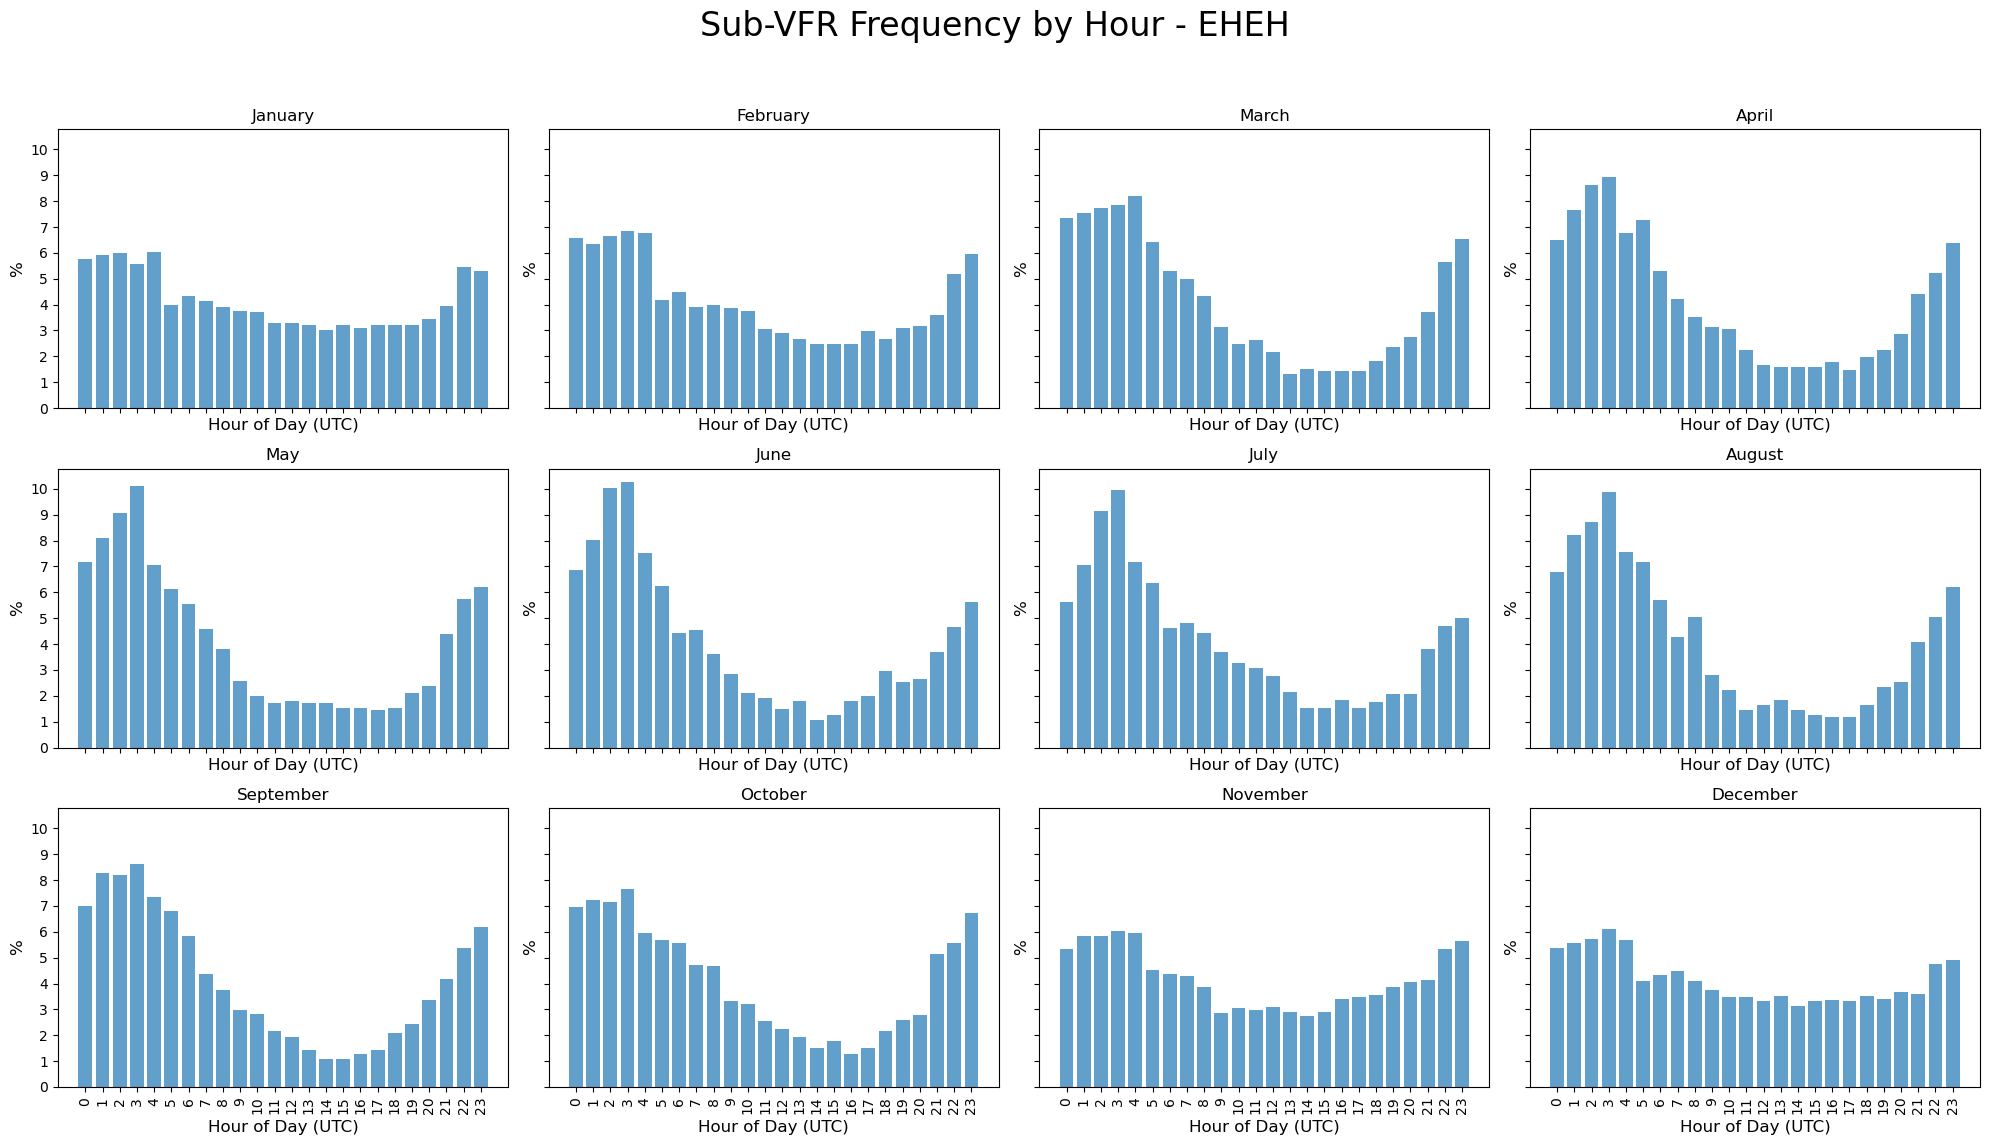 Sub-VFR Frequency by Hour - EHEH
January
February
March
April
10
9
8
7
6
5
4
3
2
1
0
%
%
%
%
Hour of Day (UTC)
Hour of Day (UTC)
Hour of Day (UTC)
Hour of Day (UTC)
May
June
July
August
10
9
8
7
6
5
4
3
2
1
0
%
%
%
%
Hour of Day (UTC)
Hour of Day (UTC)
Hour of Day (UTC)
Hour of Day (UTC)
September
October
November
December
10
9
8
7
6
5
4
3
2
1
0
%
%
%
%
0 1 2 3 4 5 6 7 8 9 10 11 12 13 14 15 16 17 18 19 20 21 22 23
0 1 2 3 4 5 6 7 8 9 10 11 12 13 14 15 16 17 18 19 20 21 22 23
0 1 2 3 4 5 6 7 8 9 10 11 12 13 14 15 16 17 18 19 20 21 22 23
0 1 2 3 4 5 6 7 8 9 10 11 12 13 14 15 16 17 18 19 20 21 22 23
Hour of Day (UTC)
Hour of Day (UTC)
Hour of Day (UTC)
Hour of Day (UTC)